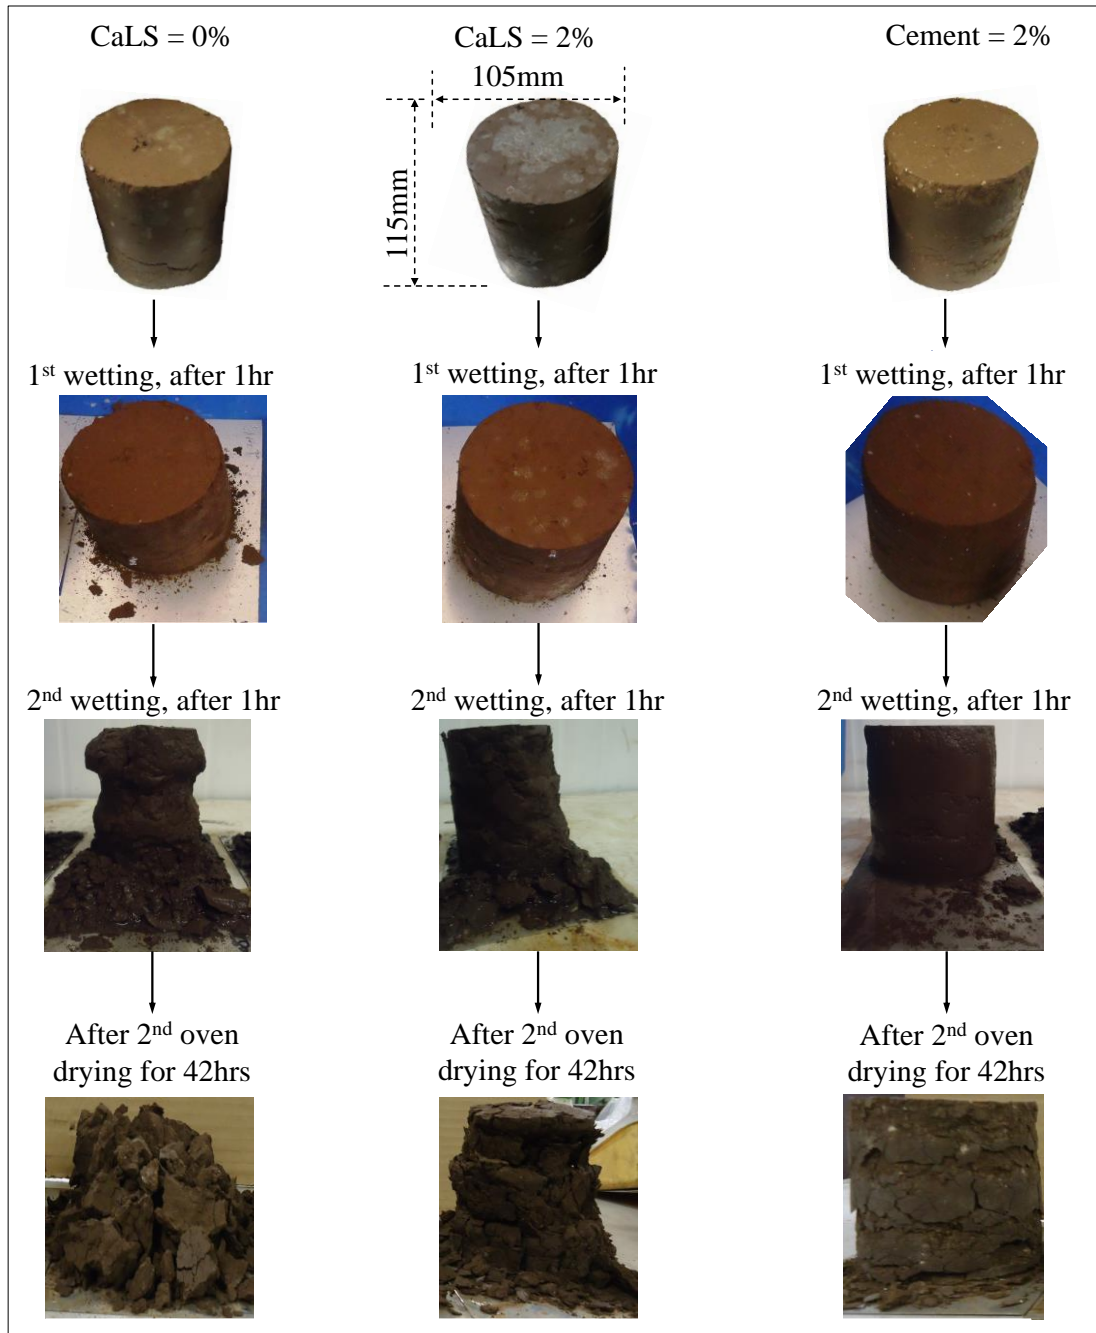 CaLS = 0%
CaLS = 2%
Cement = 2%
105mm
115mm
1st wetting, after 1hr
1st wetting, after 1hr
1st wetting, after 1hr
2nd wetting, after 1hr
2nd wetting, after 1hr
2nd wetting, after 1hr
After 2nd oven
drying for 42hrs
After 2nd oven
drying for 42hrs
After 2nd oven
drying for 42hrs